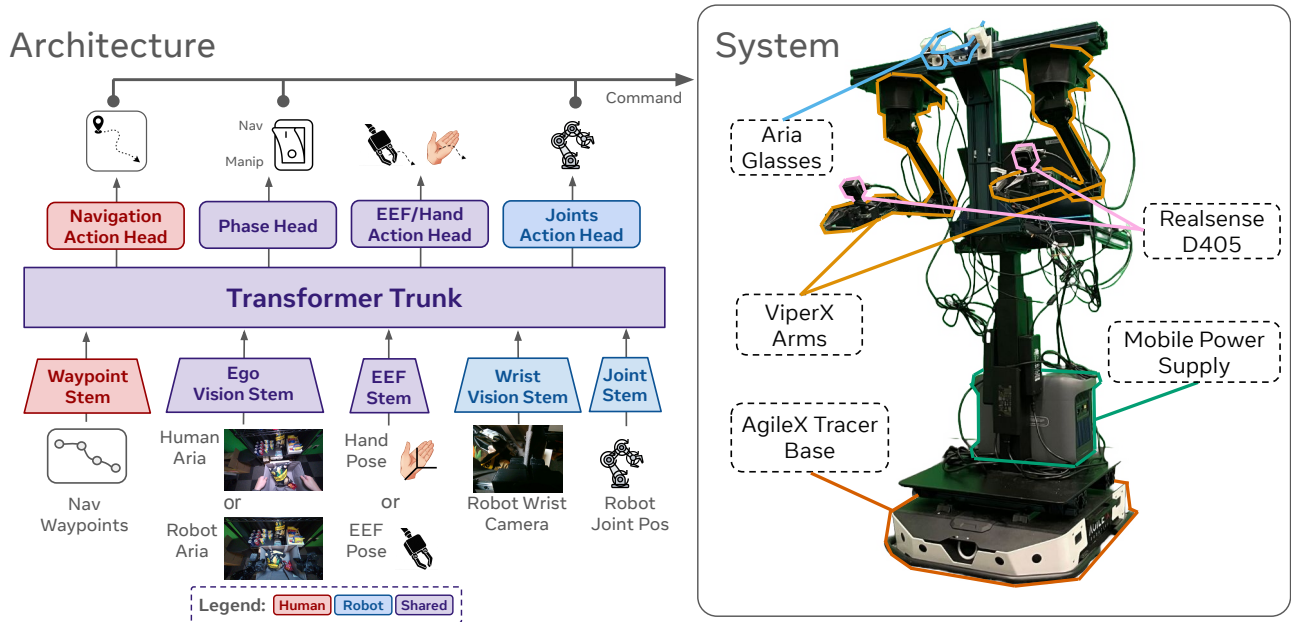 Architecture
Command
Nav
Manip
Navigation
Action Head
Phase Head
EEF/Hand
Action Head
Joints
Action Head
Transformer Trunk
Waypoint
Stem
Ego
Vision Stem
EEF
Stem
Wrist
Vision Stem
Joint
Stem
Nav
Waypoints
Human
Aria
or
Robot
Aria
Hand
Pose
or
EEF
Pose
Robot Wrist
Camera
Robot
Joint Pos
Legend: Human Robot Shared
System
Aria
Glasses
Realsense
D405
ViperX
Arms
Mobile Power
Supply
AgileX Tracer
Base
AGILE